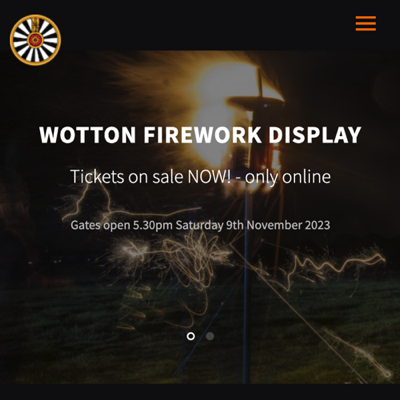 WOTTON FIREWORK DISPLAY
Tickets on sale NOW! - only online
Gates open 5.30pm Saturday 9th November 2023